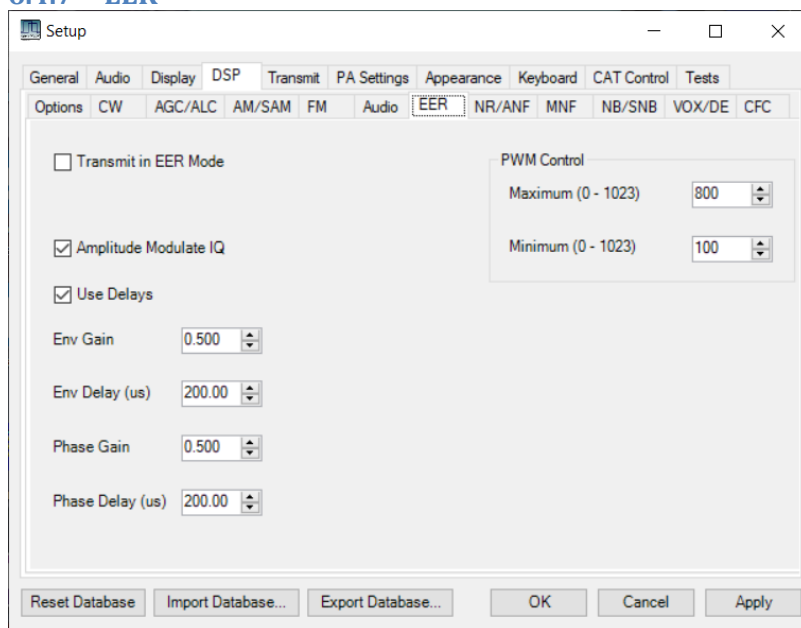 Setup
General Audio Display DSP Transmit PA Settings Appearance Keyboard CAT Control Tests
Options CW AGC/ALC AM/SAM FM Audio EER NR/ANF MNF NB/SNB VOX/DE CFC
Transmit in EER Mode
PWM Control
Maximum (0 - 1023) 800
Amplitude Modulate IQ
Minimum (0 - 1023) 100
Use Delays
Env Gain 0.500
Env Delay (us) 200.00
Phase Gain 0.500
Phase Delay (us) 200.00
Reset Database Import Database... Export Database... OK Cancel Apply